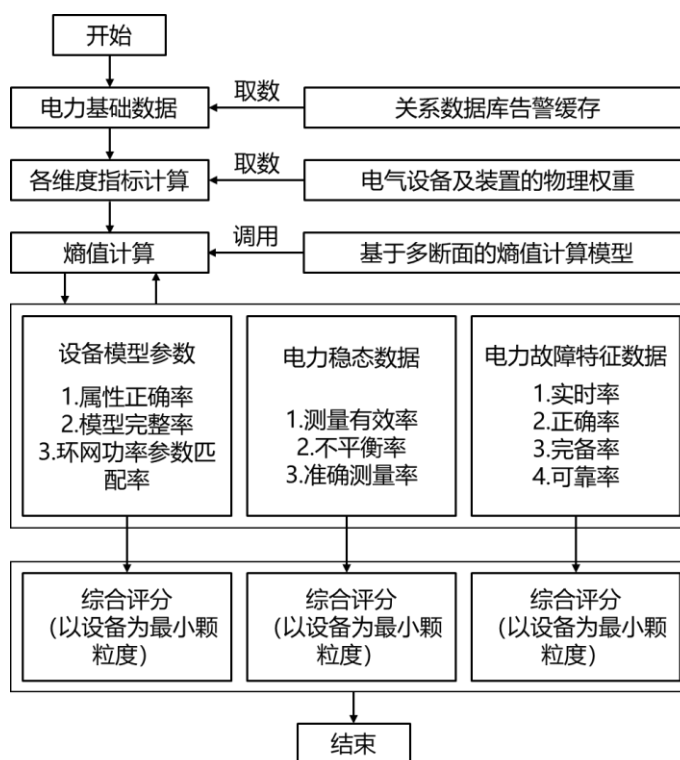 开始
电力基础数据
取数
关系数据库告警缓存
各维度指标计算
取数
电气设备及装置的物理权重
熵值计算
调用
基于多断面的熵值计算模型
设备模型参数
1.属性正确率
2.模型完整率
3.环网功率参数匹
配率
电力稳态数据
1.测量有效率
2.不平衡率
3.准确测量率
电力故障特征数据
1.实时率
2.正确率
3.完备率
4.可靠率
综合评分
（以设备为最小颗
粒度）
综合评分
（以设备为最小颗
粒度）
综合评分
（以设备为最小颗
粒度）
结束